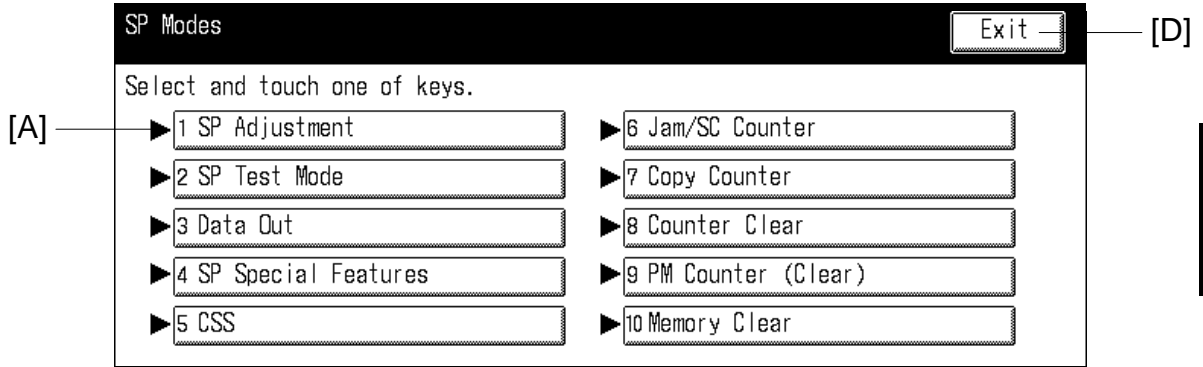 SP Modes
Exit
[D]
Select and touch one of keys.
[A]
1 SP Adjustment
2 SP Test Mode
3 Data Out
4 SP Special Features
5 CSS
6 Jam/SC Counter
7 Copy Counter
8 Counter Clear
9 PM Counter (Clear)
10 Memory Clear